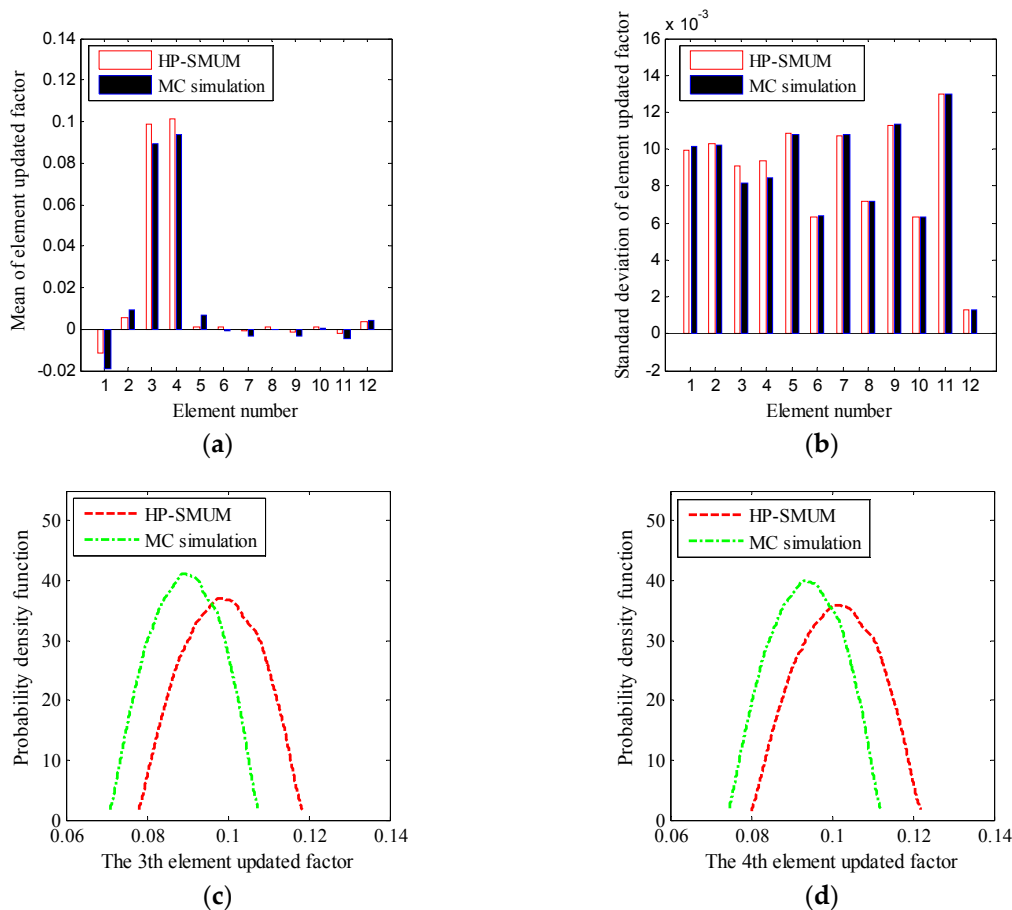 Mean of element updated factor
0.14
0.12
0.1
0.08
0.06
0.04
0.02
0
-0.02
HP-SMUM
MC simulation
1 2 3 4 5 6 7 8 9 10 11 12
Element number
(a)
Standard deviation of element updated factor
x 10^-3
16
14
12
10
8
6
4
2
0
-2
HP-SMUM
MC simulation
1 2 3 4 5 6 7 8 9 10 11 12
Element number
(b)
Probability density function
50
40
30
20
10
0
HP-SMUM
MC simulation
0.06 0.08 0.1 0.12 0.14
The 3th element updated factor
(c)
Probability density function
50
40
30
20
10
0
HP-SMUM
MC simulation
0.06 0.08 0.1 0.12 0.14
The 4th element updated factor
(d)